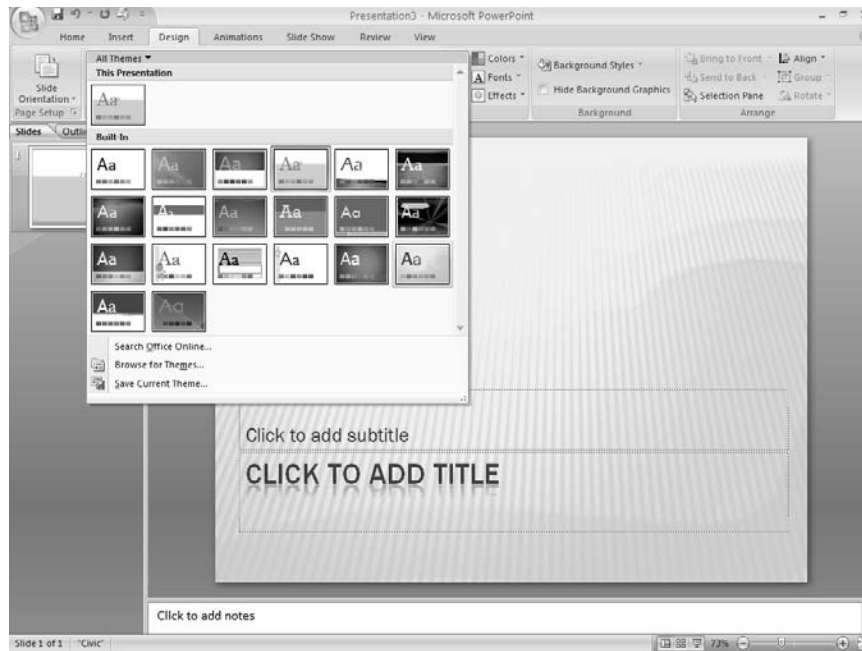 Presentation3 - Microsoft PowerPoint
Home Insert Design Animations Slide Show Review View
Slide Orientation
Page Setup
All Themes
This Presentation
Aa
Built-In
Aa Aa Aa Aa Aa Aa
Aa Aa Aa Aa Aa Aa
Aa Aa Aa Aa Aa Aa
Aa Aa
Search Office Online...
Browse for Themes...
Save Current Theme...
Colors
Fonts
Effects
Background Styles
Hide Background Graphics
Background
Bring to Front
Send to Back
Selection Pane
Align
Group
Rotate
Arrange
Slides Outli
1
Click to add subtitle
CLICK TO ADD TITLE
Click to add notes
Slide 1 of 1 "Civic" 73%